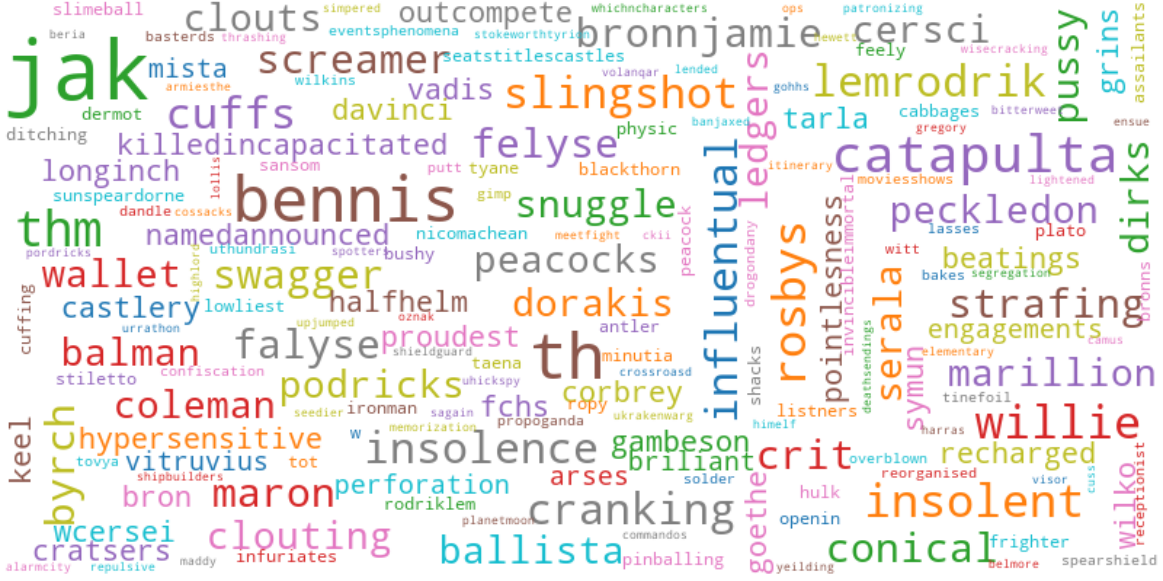 slimeball
clouts
simpered
outcompete
whichncharacters
ops
patronizing
beria
basterds
thrashing
eventsphenomena
stokeworthtyrion
bronnjamie
hewett
cersci
pussy
grins
assailants
jak
mista
screamer
seatstitlescastles
feely
wisecracking
armiesthe
wilkins
vadis
volanqar
lended
gohhs
lemrodrik
dermot
cuffs
davinci
slingshot
ledgers
tarla
cabbages
bitterweet
ditching
killedincapacitated
felyse
physic
banjaxed
gregory
ensue
longinch
lollis
sansom
putt
tyane
blackthorn
influentual
itinerary
catapulta
moviesshows
lightened
dirks
sunspeardorne
dandle
cossacks
bennis
gimp
snuggle
peckledon
thm
namedannounced
nicomachean
meetfight
ckii
peacock
drogondany
rosbys
pointlessness
invincibleimmortal
lasses
plato
pordricks
highlord
uthundrasi
spotters
bushy
peacocks
witt
beatings
wallet
swagger
bakes
segregation
bronns
cuffing
castlery
lowliest
halfhelm
oznak
dorakis
serala
strafing
urrathon
upjumped
proudest
antler
engagements
camus
balman
falyse
shieldguard
th
minutia
shacks
deathsendings
symun
elementary
confiscation
taena
crossroasd
marillion
stiletto
podricks
uhickspy
corbrey
tinefoil
keel
byrch
coleman
seedier
ironman
sagain
fchs
ropy
ukrakenwarg
listners
harras
willie
propoganda
himelf
hypersensitive
memorization
w
insolence
gambeson
crit
tovya
vitruvius
tot
briliant
overblown
recharged
cuss
receptionist
shipbuilders
arses
solder
goethe
reorganised
visor
wilko
bron
maron
perforation
rodriklem
hulk
insolent
planetmoon
cranking
openin
wcersei
clouting
commandos
frighter
cratsers
infuriates
ballista
pinballing
conical
delmore
spearshield
alarmcity
repulsive
maddy
yeilding